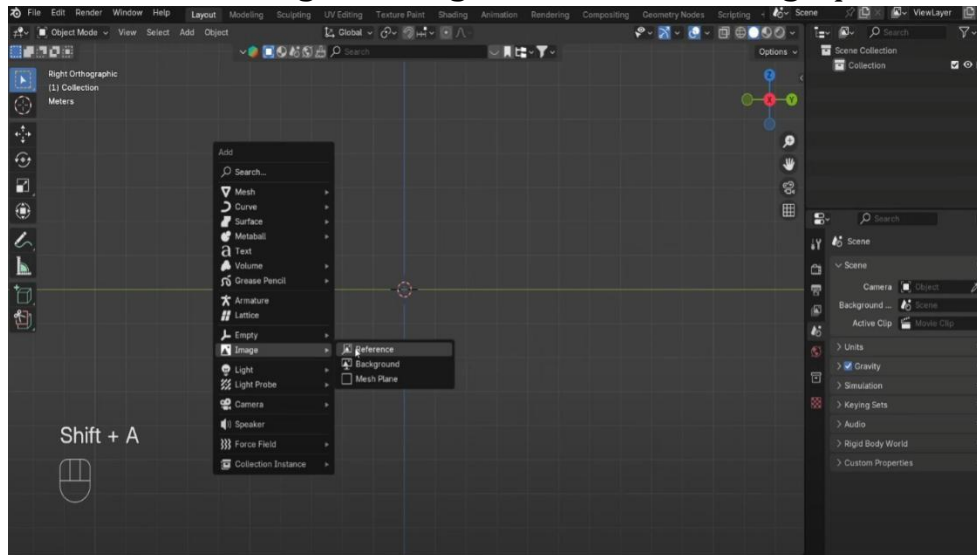 File Edit Render Window Help Layout Modeling Sculpting UV Editing Texture Paint Shading Animation Rendering Compositing Geometry Nodes Scripting Scene ViewLayer
Object Mode View Select Add Object Global Search
Search Options
Right Orthographic
(1) Collection
Meters
Z
X
Y
Scene Collection
Collection
Add
Search...
Mesh
Curve
Surface
Metaball
Text
Volume
Grease Pencil
Armature
Lattice
Empty
Image
Reference
Background
Mesh Plane
Light
Light Probe
Camera
Speaker
Force Field
Collection Instance
Shift + A
Search
Scene
Scene
Camera Object
Background ... Scene
Active Clip Movie Clip
Units
Gravity
Simulation
Keying Sets
Audio
Rigid Body World
Custom Properties